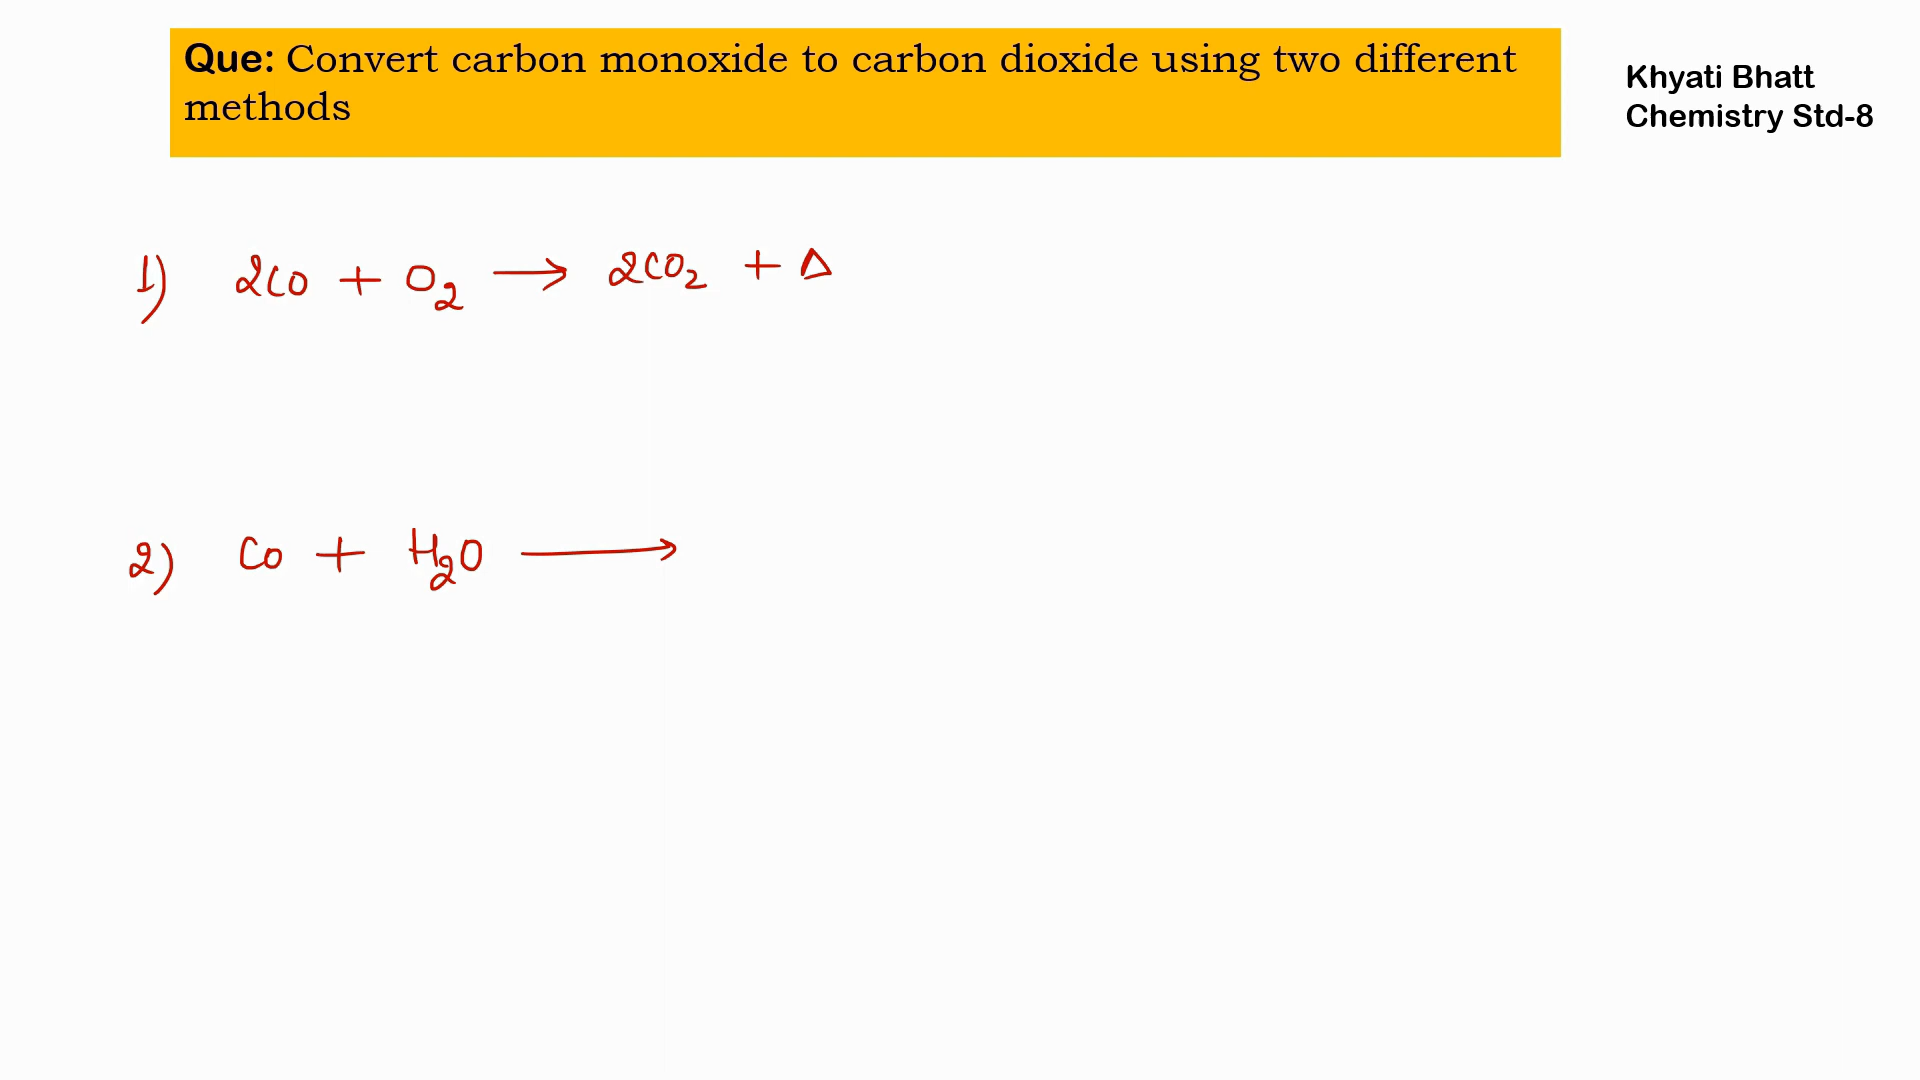 Que: Convert carbon monoxide to carbon dioxide using two different
methods
Khyati Bhatt
Chemistry Std-8
1) 2CO + O₂ → 2CO₂ + Δ
2) CO + H₂O →